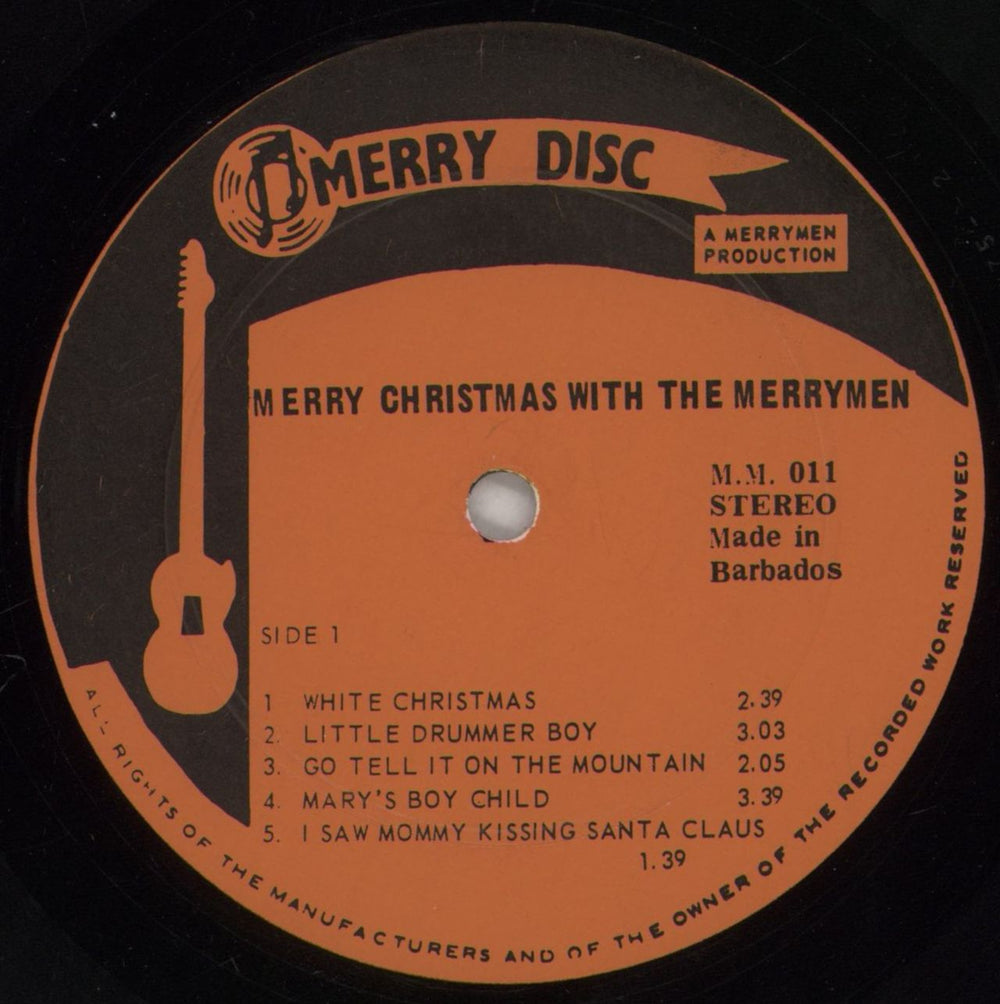 MERRY DISC
A MERRYMEN
PRODUCTION
MERRY CHRISTMAS WITH THE MERRYMEN
M.M. 011
STEREO
Made in
Barbados
SIDE 1
1 WHITE CHRISTMAS 2.39
2. LITTLE DRUMMER BOY 3.03
3. GO TELL IT ON THE MOUNTAIN 2.05
4. MARY'S BOY CHILD 3.39
5. I SAW MOMMY KISSING SANTA CLAUS
1.39
ALL RIGHTS OF THE MANUFACTURERS AND OF THE OWNER OF THE RECORDED WORK RESERVED